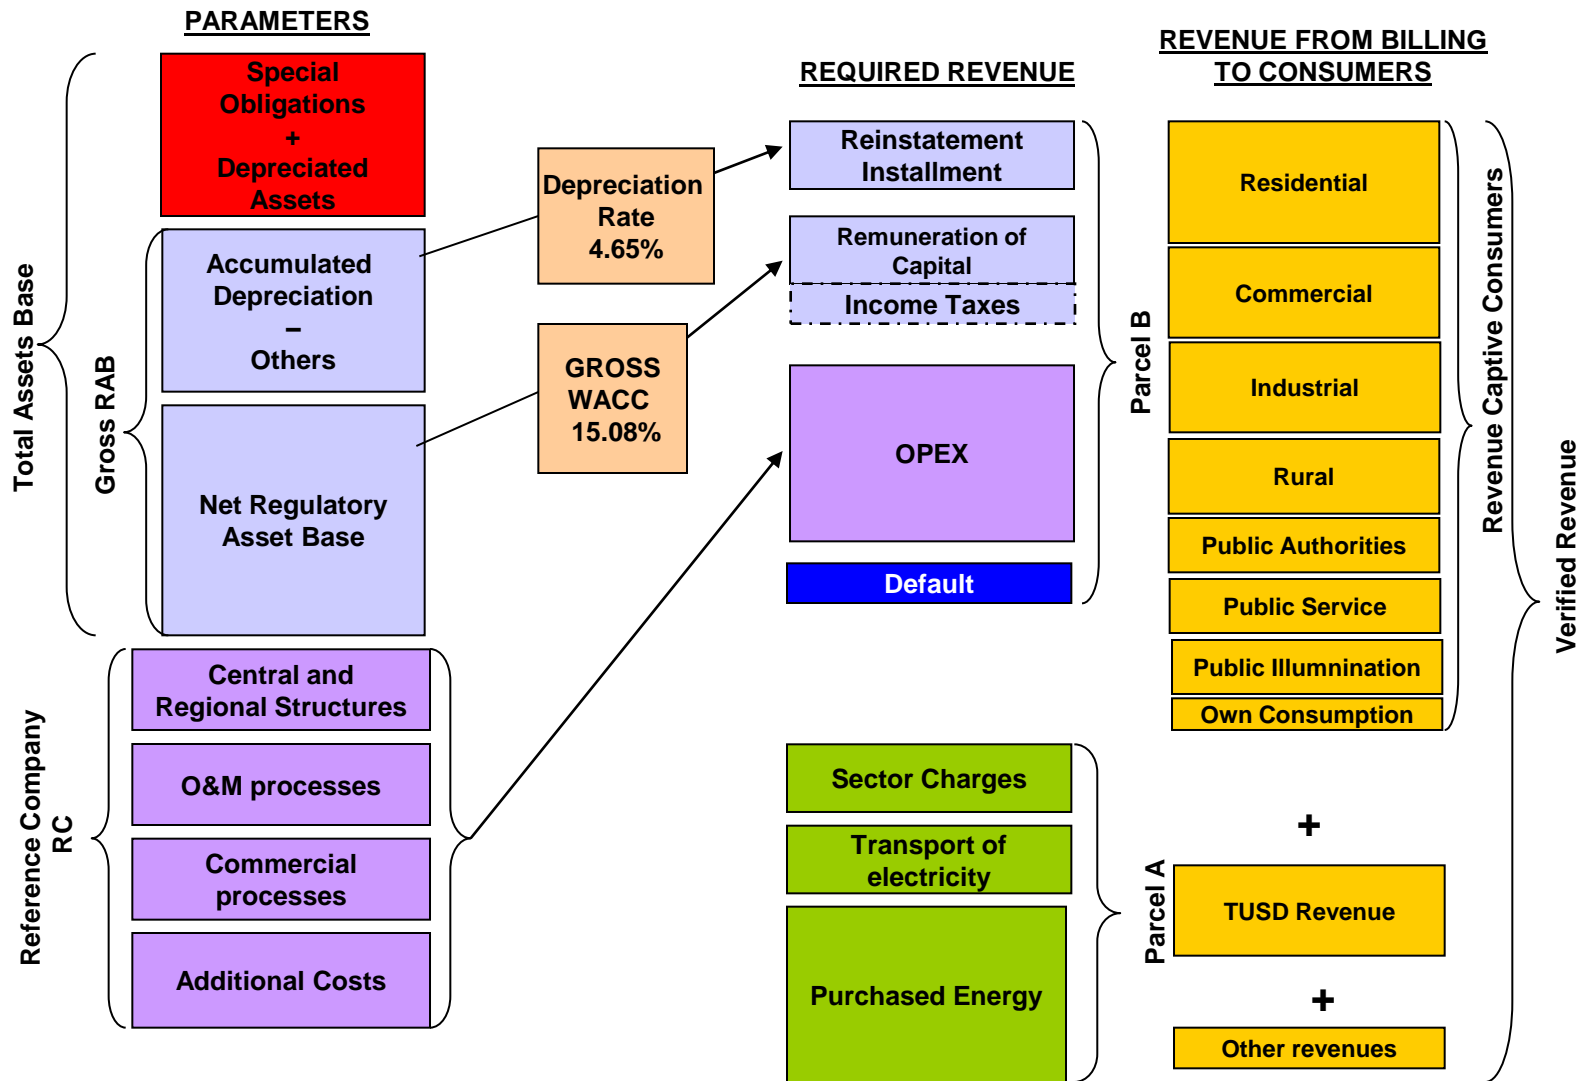 PARAMETERS
Special
Obligations
+
Depreciated
Assets
Accumulated
Depreciation
–
Others
Net Regulatory
Asset Base
Total Assets Base
Gross RAB
Central and
Regional Structures
O&M processes
Commercial
processes
Additional Costs
Reference Company
RC
Depreciation
Rate
4.65%
GROSS
WACC
15.08%
REQUIRED REVENUE
Reinstatement
Installment
Remuneration of
Capital
Income Taxes
OPEX
Default
Parcel B
Sector Charges
Transport of
electricity
Purchased Energy
Parcel A
REVENUE FROM BILLING
TO CONSUMERS
Residential
Commercial
Industrial
Rural
Public Authorities
Public Service
Public Illumnination
Own Consumption
Revenue Captive Consumers
+
TUSD Revenue
+
Other revenues
Verified Revenue